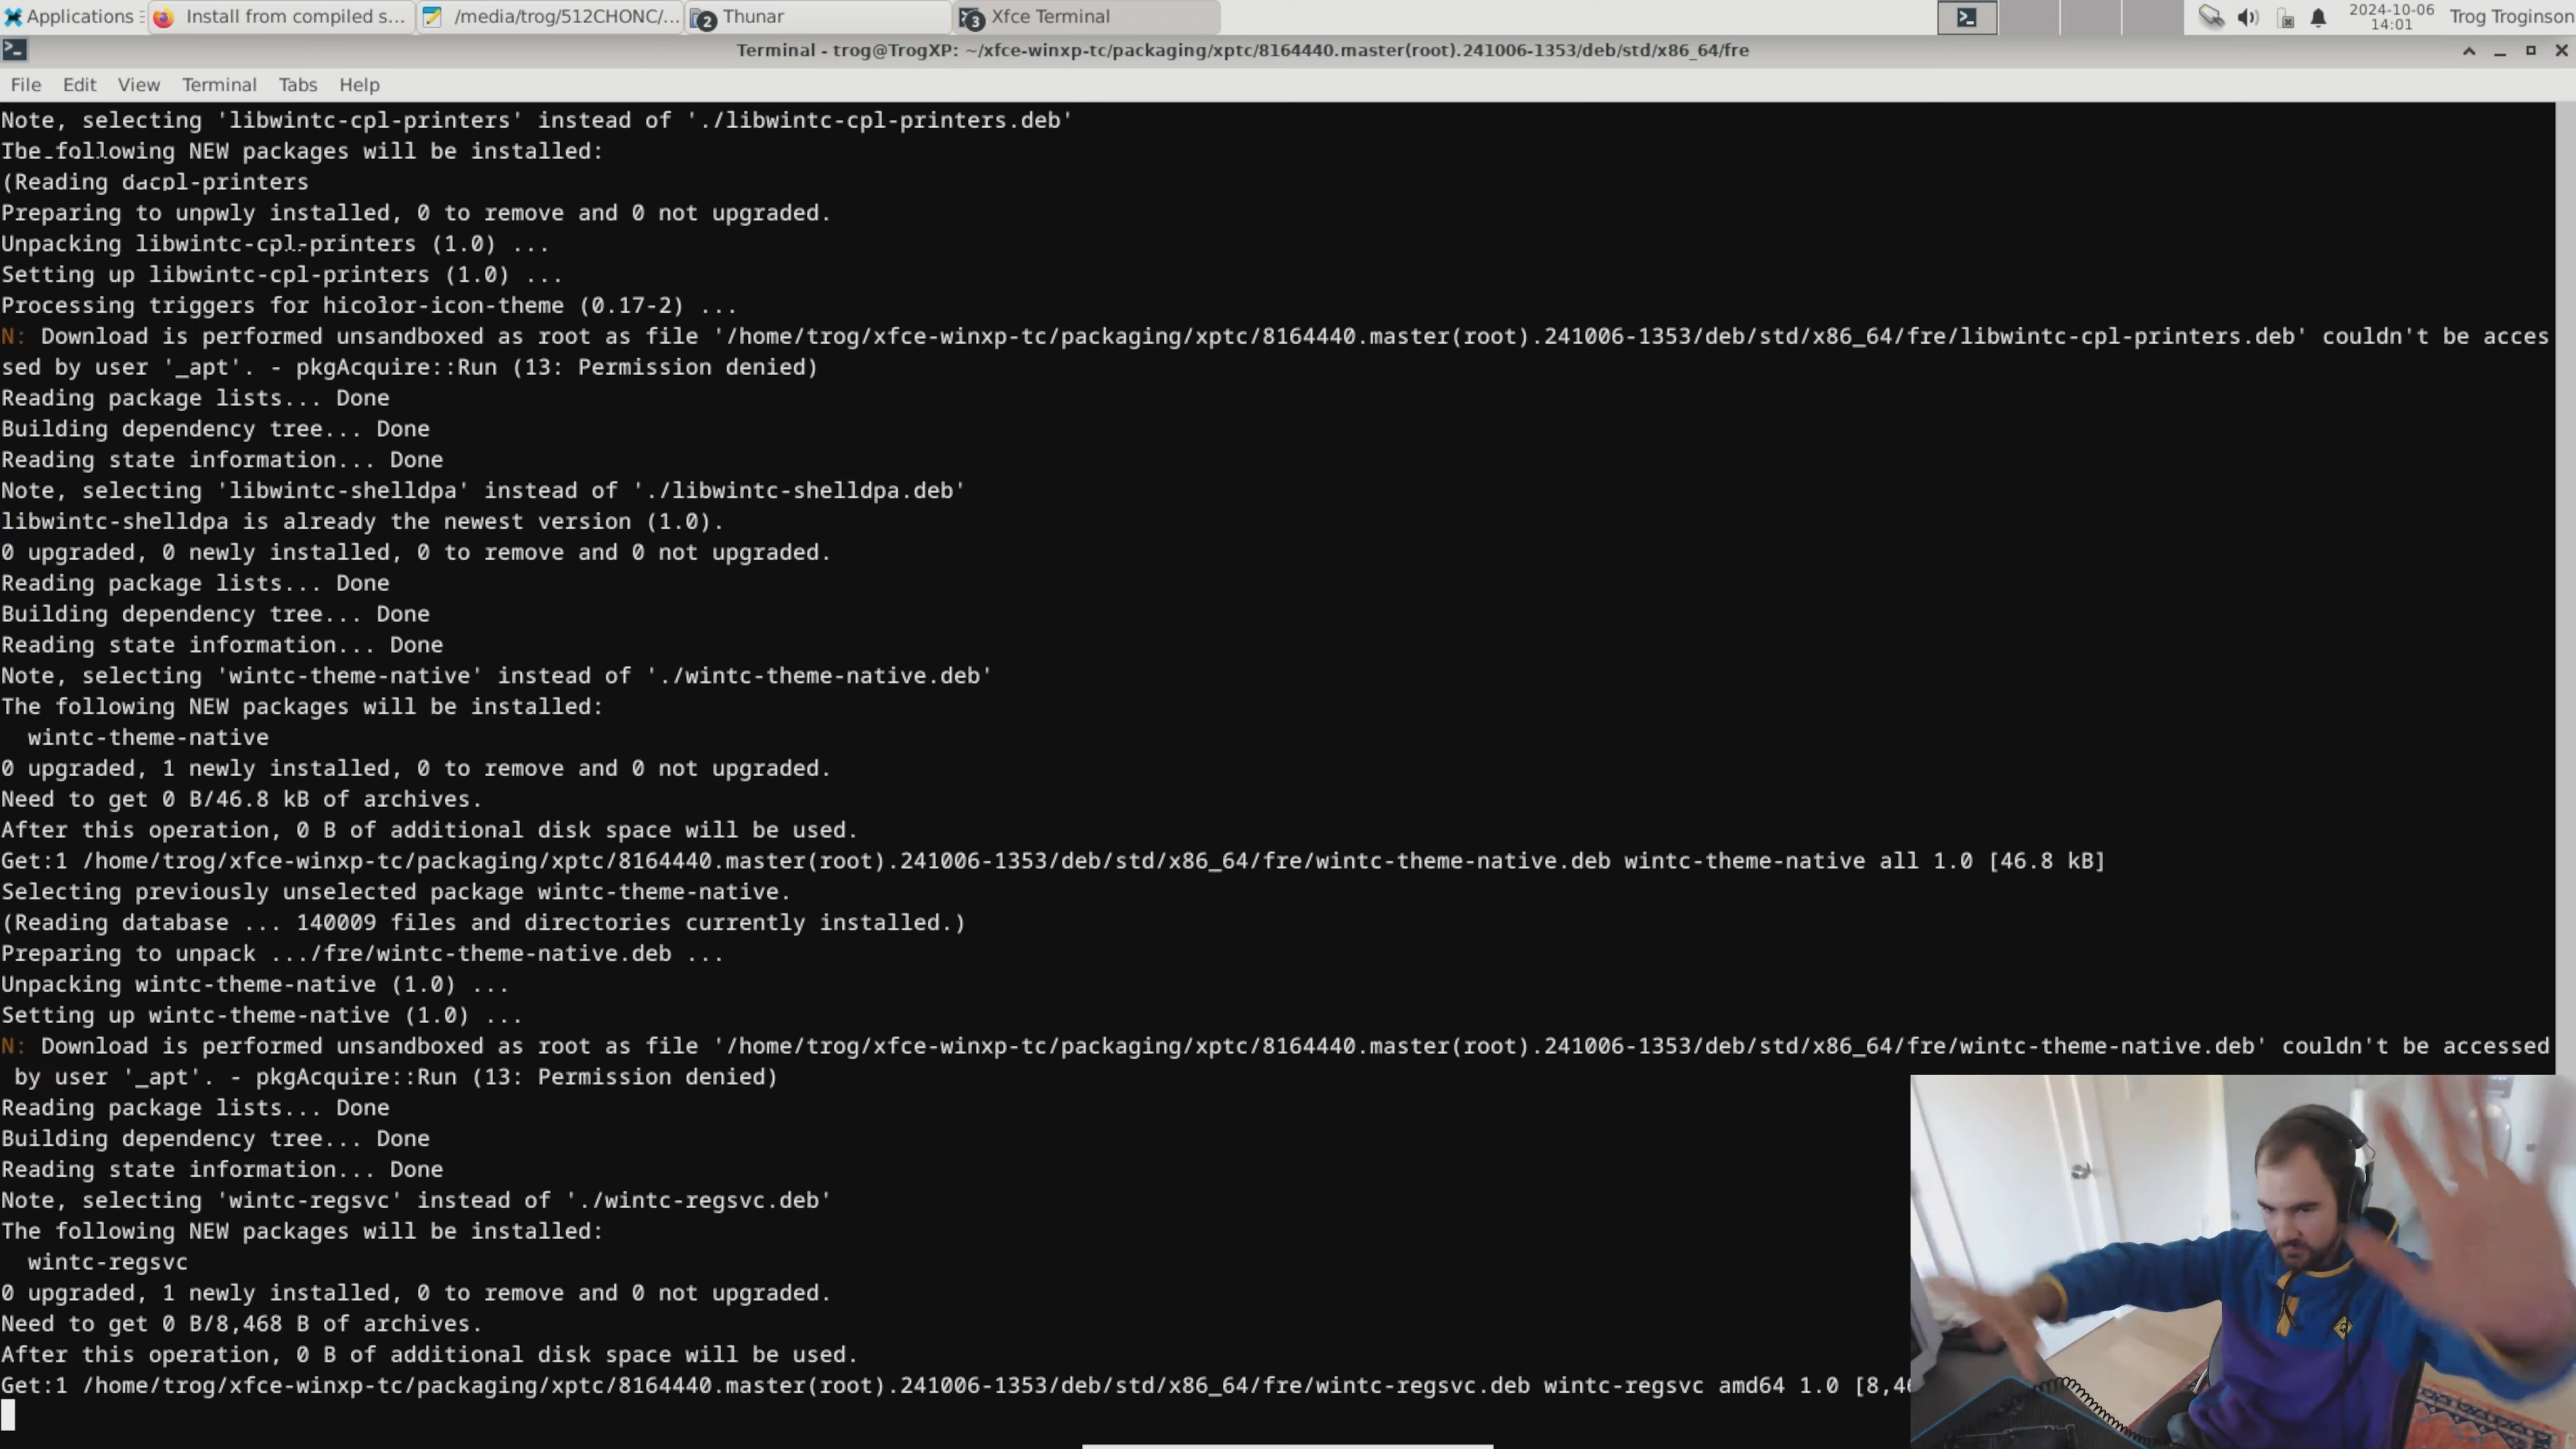 Applications
Install from compiled s...
/media/trog/512CHONC/...
2
Thunar
3
Xfce Terminal
2024-10-06
14:01
Trog Troginson
Terminal - trog@TrogXP: ~/xfce-winxp-tc/packaging/xptc/8164440.master(root).241006-1353/deb/std/x86_64/fre
File Edit View Terminal Tabs Help
Note, selecting 'libwintc-cpl-printers' instead of './libwintc-cpl-printers.deb'
The following NEW packages will be installed:
(Reading dacpl-printers
Preparing to unpwly installed, 0 to remove and 0 not upgraded.
Unpacking libwintc-cpl-printers (1.0) ...
Setting up libwintc-cpl-printers (1.0) ...
Processing triggers for hicolor-icon-theme (0.17-2) ...
N: Download is performed unsandboxed as root as file '/home/trog/xfce-winxp-tc/packaging/xptc/8164440.master(root).241006-1353/deb/std/x86_64/fre/libwintc-cpl-printers.deb' couldn't be acces
sed by user '_apt'. - pkgAcquire::Run (13: Permission denied)
Reading package lists... Done
Building dependency tree... Done
Reading state information... Done
Note, selecting 'libwintc-shelldpa' instead of './libwintc-shelldpa.deb'
libwintc-shelldpa is already the newest version (1.0).
0 upgraded, 0 newly installed, 0 to remove and 0 not upgraded.
Reading package lists... Done
Building dependency tree... Done
Reading state information... Done
Note, selecting 'wintc-theme-native' instead of './wintc-theme-native.deb'
The following NEW packages will be installed:
wintc-theme-native
0 upgraded, 1 newly installed, 0 to remove and 0 not upgraded.
Need to get 0 B/46.8 kB of archives.
After this operation, 0 B of additional disk space will be used.
Get:1 /home/trog/xfce-winxp-tc/packaging/xptc/8164440.master(root).241006-1353/deb/std/x86_64/fre/wintc-theme-native.deb wintc-theme-native all 1.0 [46.8 kB]
Selecting previously unselected package wintc-theme-native.
(Reading database ... 140009 files and directories currently installed.)
Preparing to unpack .../fre/wintc-theme-native.deb ...
Unpacking wintc-theme-native (1.0) ...
Setting up wintc-theme-native (1.0) ...
N: Download is performed unsandboxed as root as file '/home/trog/xfce-winxp-tc/packaging/xptc/8164440.master(root).241006-1353/deb/std/x86_64/fre/wintc-theme-native.deb' couldn't be accessed
by user '_apt'. - pkgAcquire::Run (13: Permission denied)
Reading package lists... Done
Building dependency tree... Done
Reading state information... Done
Note, selecting 'wintc-regsvc' instead of './wintc-regsvc.deb'
The following NEW packages will be installed:
wintc-regsvc
0 upgraded, 1 newly installed, 0 to remove and 0 not upgraded.
Need to get 0 B/8,468 B of archives.
After this operation, 0 B of additional disk space will be used.
Get:1 /home/trog/xfce-winxp-tc/packaging/xptc/8164440.master(root).241006-1353/deb/std/x86_64/fre/wintc-regsvc.deb wintc-regsvc amd64 1.0 [8,4